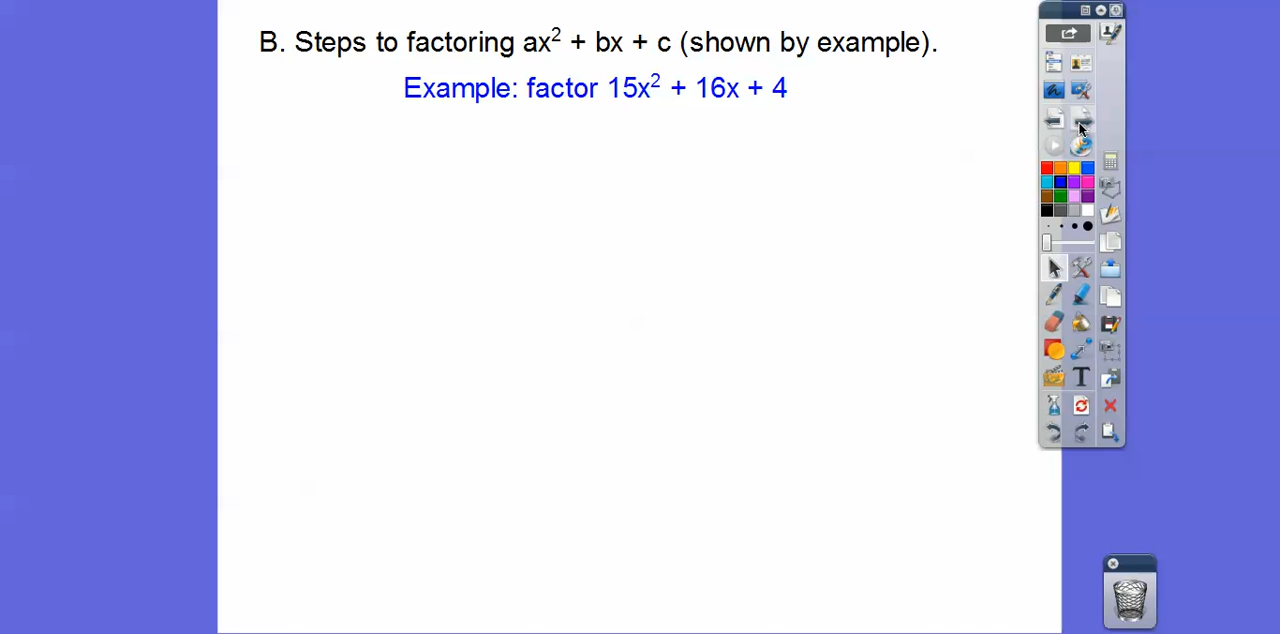 B. Steps to factoring ax² + bx + c (shown by example).
Example: factor 15x² + 16x + 4